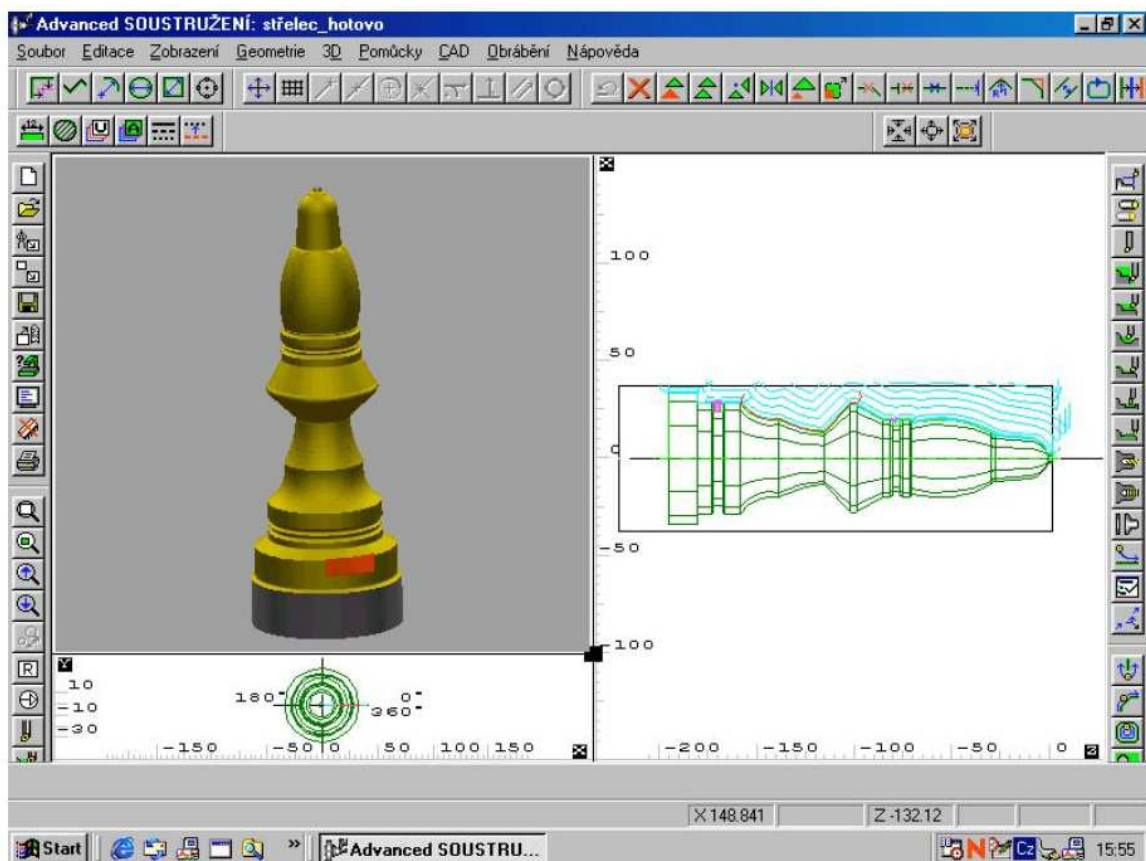 Advanced SOUSTRUŽENÍ: střelec_hotovo
Soubor Editace Zobrazení Geometrie 3D Pomůcky CAD Obrábění Nápověda
100
50
0
-50
-100
-200 -150 -100 -50 0
10
-10
-30
180° 0°
360°
-150 -50 0 50 100 150
X 148.841 Z -132.12
Start » Advanced SOUSTRU... Cz 15:55